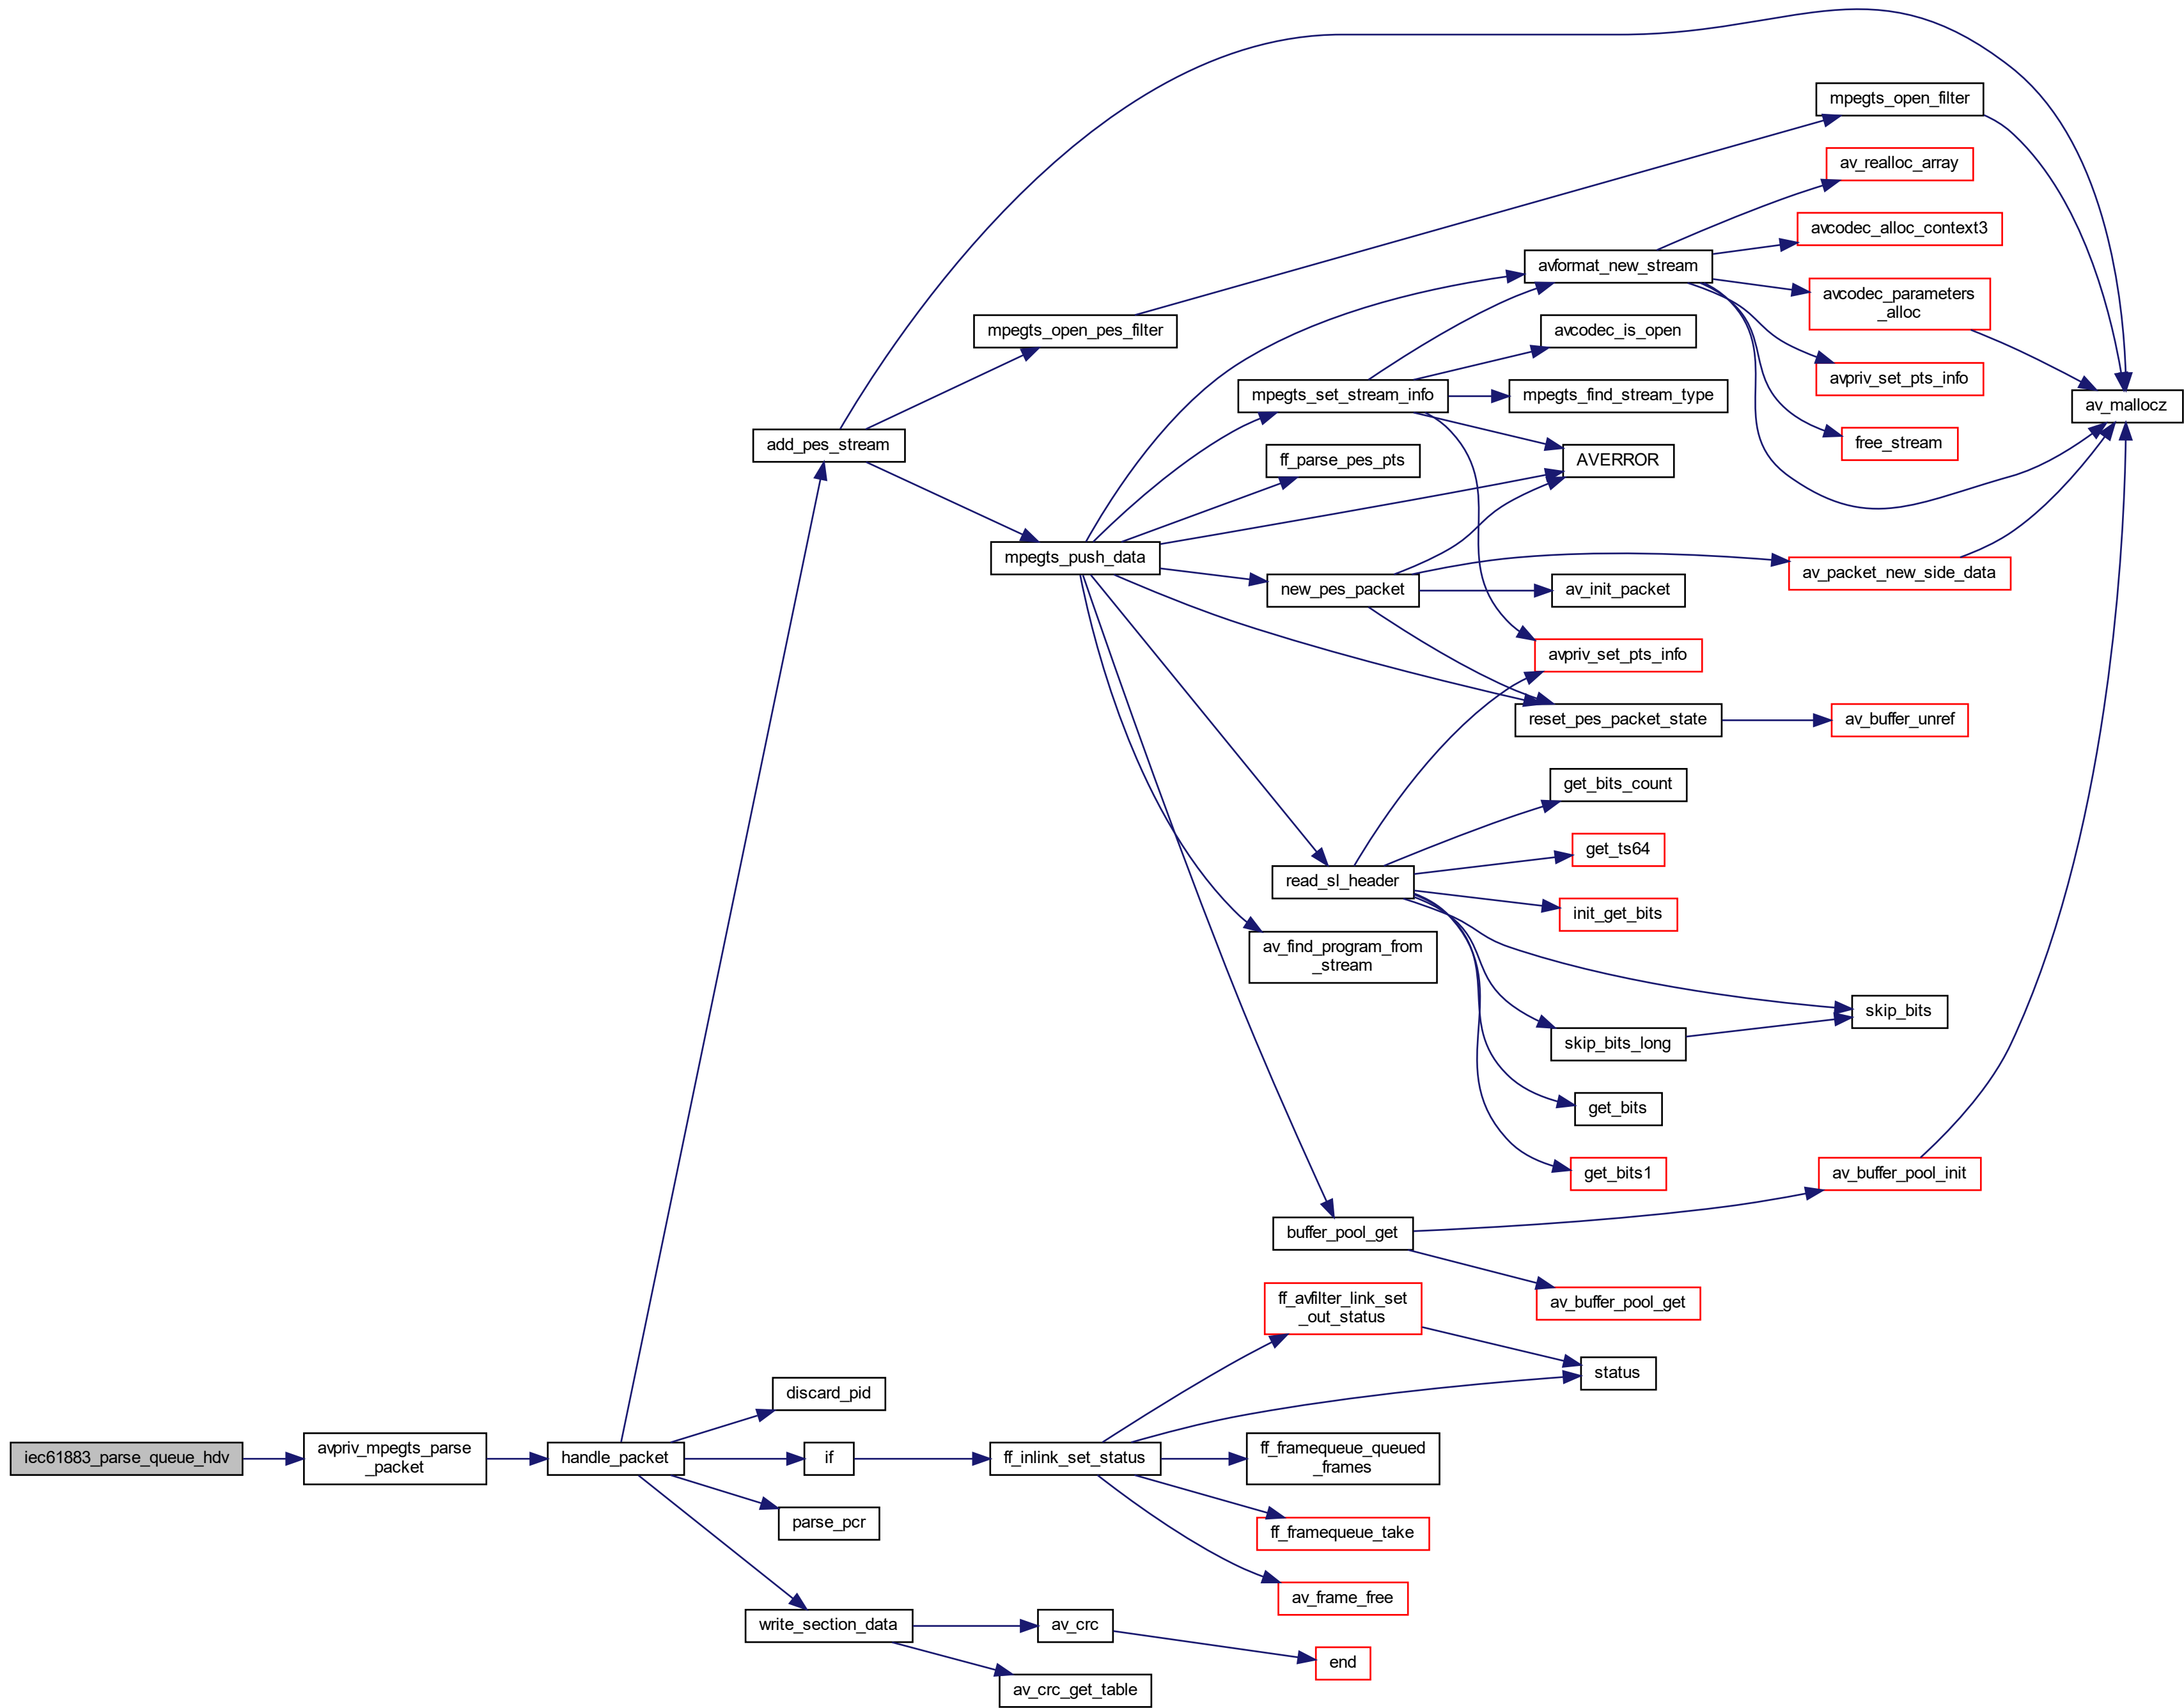 mpegts_open_filter
av_realloc_array
avcodec_alloc_context3
avformat_new_stream
avcodec_parameters
_alloc
mpegts_open_pes_filter
avcodec_is_open
avpriv_set_pts_info
mpegts_set_stream_info
mpegts_find_stream_type
av_mallocz
add_pes_stream
free_stream
ff_parse_pes_pts
AVERROR
mpegts_push_data
av_packet_new_side_data
new_pes_packet
av_init_packet
avpriv_set_pts_info
reset_pes_packet_state
av_buffer_unref
get_bits_count
get_ts64
read_sl_header
init_get_bits
av_find_program_from
_stream
skip_bits
skip_bits_long
get_bits
get_bits1
av_buffer_pool_init
buffer_pool_get
av_buffer_pool_get
ff_avfilter_link_set
_out_status
status
discard_pid
iec61883_parse_queue_hdv
avpriv_mpegts_parse
_packet
handle_packet
if
ff_inlink_set_status
ff_framequeue_queued
_frames
parse_pcr
ff_framequeue_take
av_frame_free
write_section_data
av_crc
end
av_crc_get_table